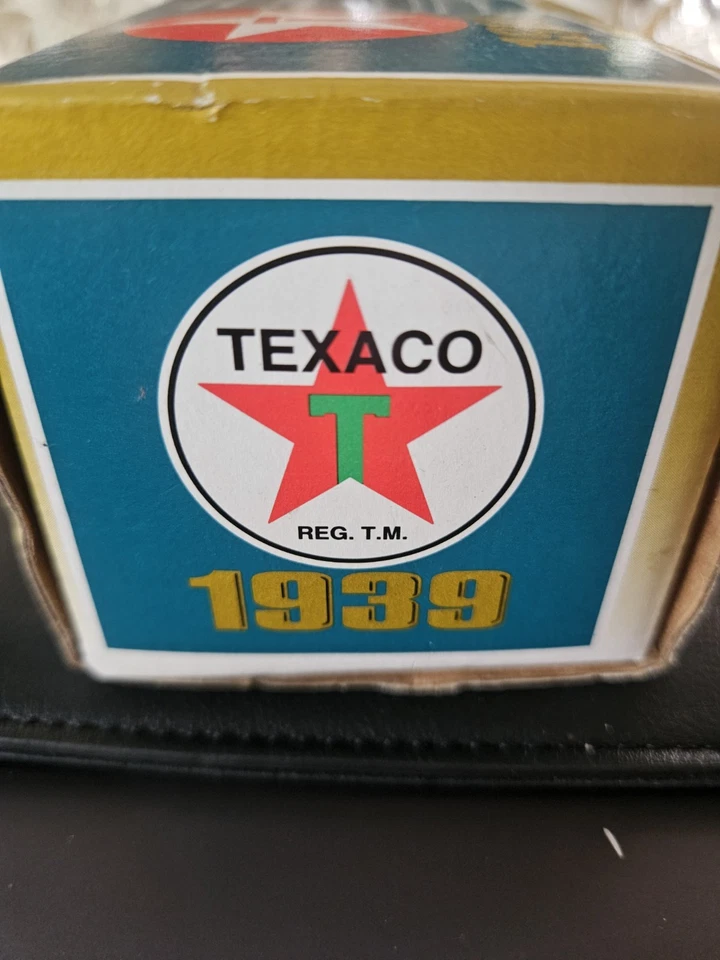 TEXACO
T
REG. T.M.
1939